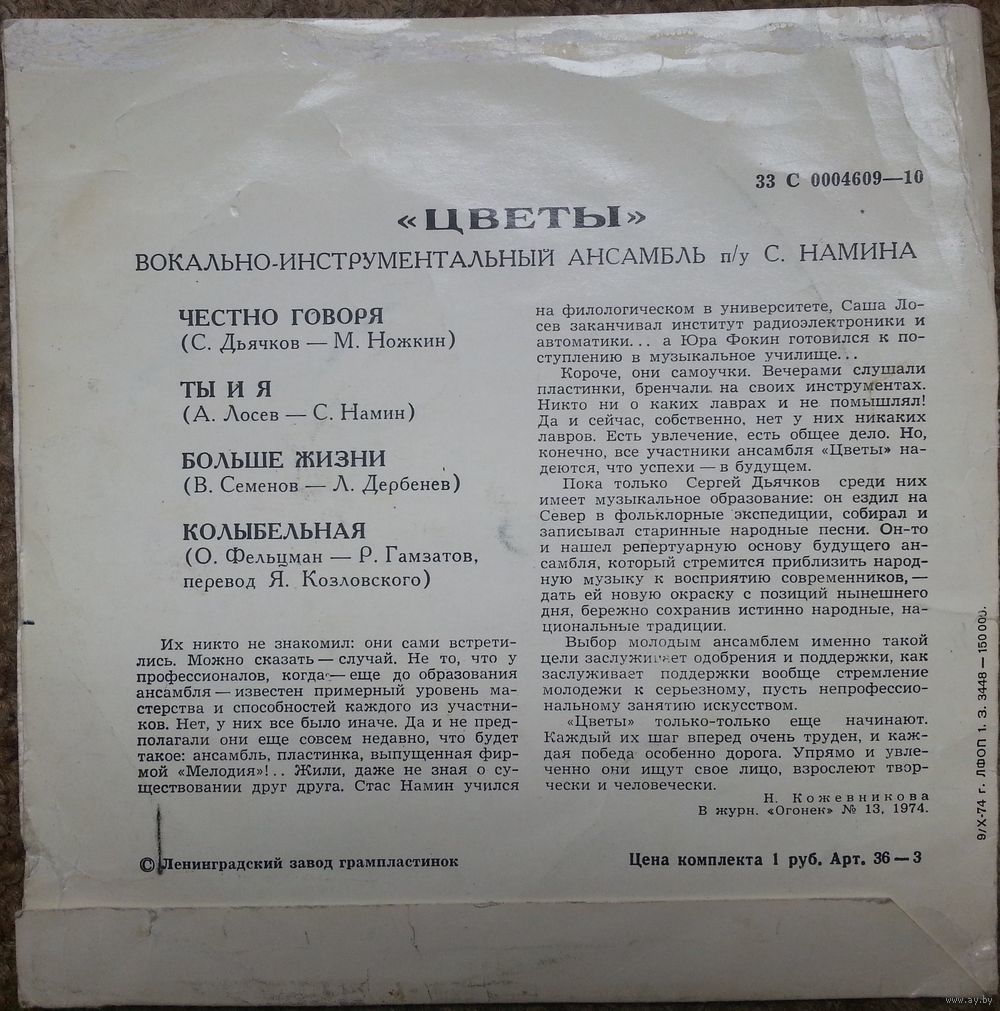 33 С 0004609—10
«ЦВЕТЫ»
ВОКАЛЬНО-ИНСТРУМЕНТАЛЬНЫЙ АНСАМБЛЬ п/у С. НАМИНА
ЧЕСТНО ГОВОРЯ
(С. Дьячков — М. Ножкин)
ТЫ И Я
(А. Лосев — С. Намин)
БОЛЬШЕ ЖИЗНИ
(В. Семенов — Л. Дербенев)
КОЛЫБЕЛЬНАЯ
(О. Фельцман — Р. Гамзатов,
перевод Я. Козловского)
Их никто не знакомил: они сами встрети-
лись. Можно сказать — случай. Не то, что у
профессионалов, когда — еще до образования
ансамбля — известен примерный уровень ма-
стерства и способностей каждого из участни-
ков. Нет, у них все было иначе. Да и не пред-
полагали они еще совсем недавно, что будет
такое: ансамбль, пластинка, выпущенная фир-
мой «Мелодия»!.. Жили, даже не зная о су-
ществовании друг друга. Стас Намин учился
на филологическом в университете, Саша Ло-
сев заканчивал институт радиоэлектроники и
автоматики... а Юра Фокин готовился к по-
ступлению в музыкальное училище...
Короче, они самоучки. Вечерами слушали
пластинки, бренчали на своих инструментах.
Никто ни о каких лаврах и не помышлял!
Да и сейчас, собственно, нет у них никаких
лавров. Есть увлечение, есть общее дело. Но,
конечно, все участники ансамбля «Цветы» на-
деются, что успехи — в будущем.
Пока только Сергей Дьячков среди них
имеет музыкальное образование: он ездил на
Север в фольклорные экспедиции, собирал и
записывал старинные народные песни. Он-то
и нашел репертуарную основу будущего ан-
самбля, который стремится приблизить народ-
ную музыку к восприятию современников, —
дать ей новую окраску с позиций нынешнего
дня, бережно сохранив истинно народные, на-
циональные традиции.
Выбор молодым ансамблем именно такой
цели заслуживает одобрения и поддержки, как
заслуживает поддержки вообще стремление
молодежи к серьезному, пусть непрофессио-
нальному занятию искусством.
«Цветы» только-только еще начинают.
Каждый их шаг вперед очень труден, и каж-
дая победа особенно дорога. Упрямо и увле-
ченно они ищут свое лицо, взрослеют твор-
чески и человечески.
Н. Кожевникова
В журн. «Огонек» № 13, 1974.
© Ленинградский завод грампластинок
Цена комплекта 1 руб. Арт. 36—3
9/X-74 г. ЛФОП 1. З. 3448 — 150 000.
www.ay.by